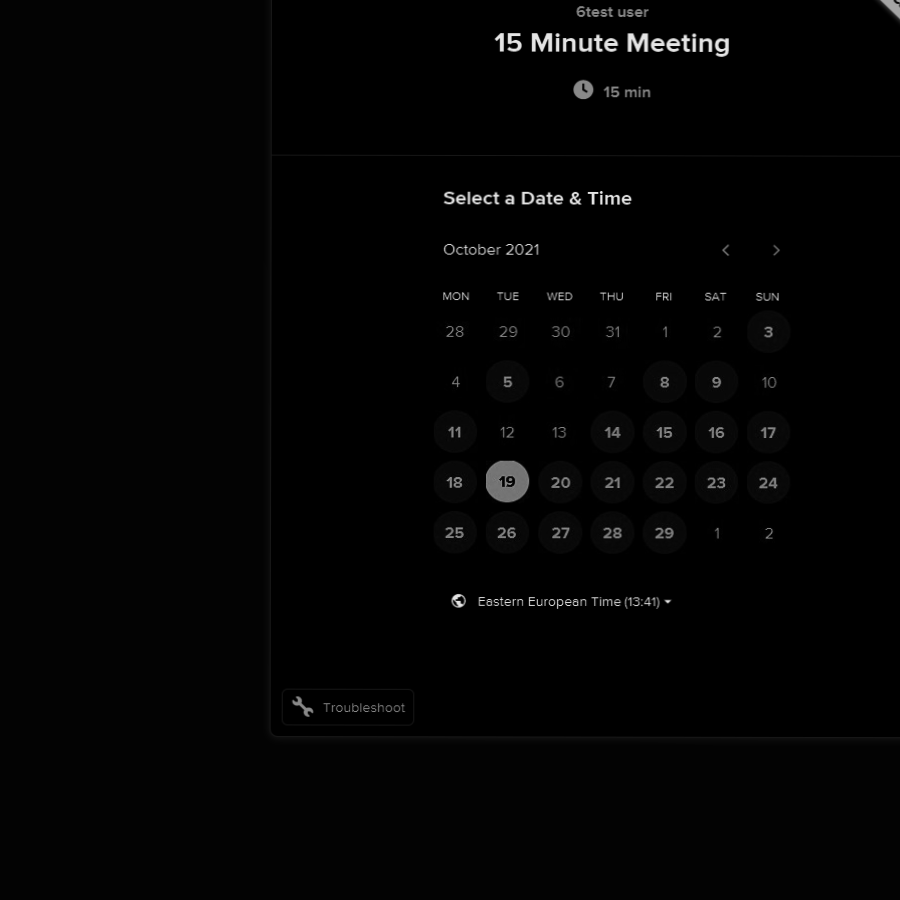 6test user
15 Minute Meeting
15 min
Select a Date & Time
October 2021
MON TUE WED THU FRI SAT SUN
28 29 30 31 1 2 3
4 5 6 7 8 9 10
11 12 13 14 15 16 17
18 19 20 21 22 23 24
25 26 27 28 29 1 2
Eastern European Time (13:41)
Troubleshoot